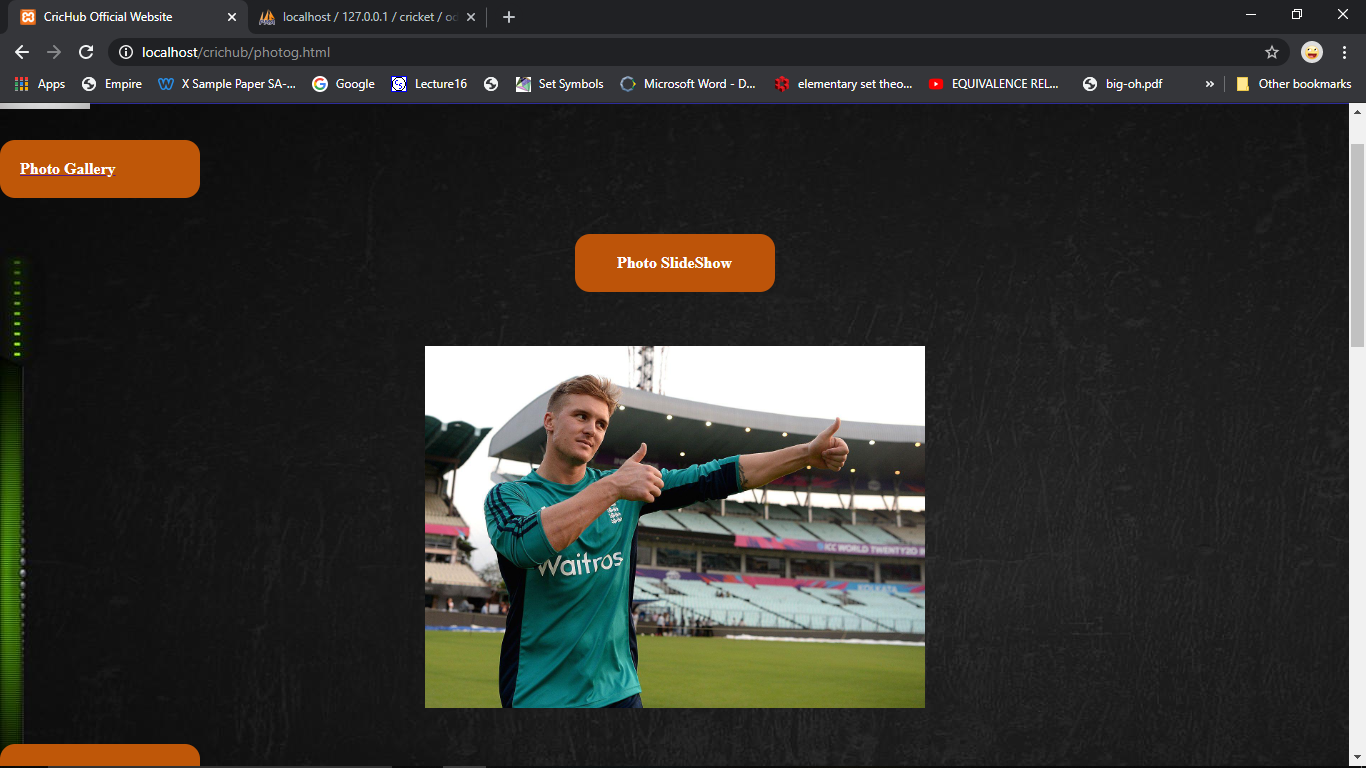 CricHub Official Website
localhost / 127.0.0.1 / cricket /
localhost/crichub/photog.html
Apps
Empire
X Sample Paper SA-...
Google
Lecture16
Set Symbols
Microsoft Word - D...
elementary set theo...
EQUIVALENCE REL...
big-oh.pdf
»
Other bookmarks
Photo Gallery
Photo SlideShow
Waitros
ICC WORLD TWENTY20
KOLKATA